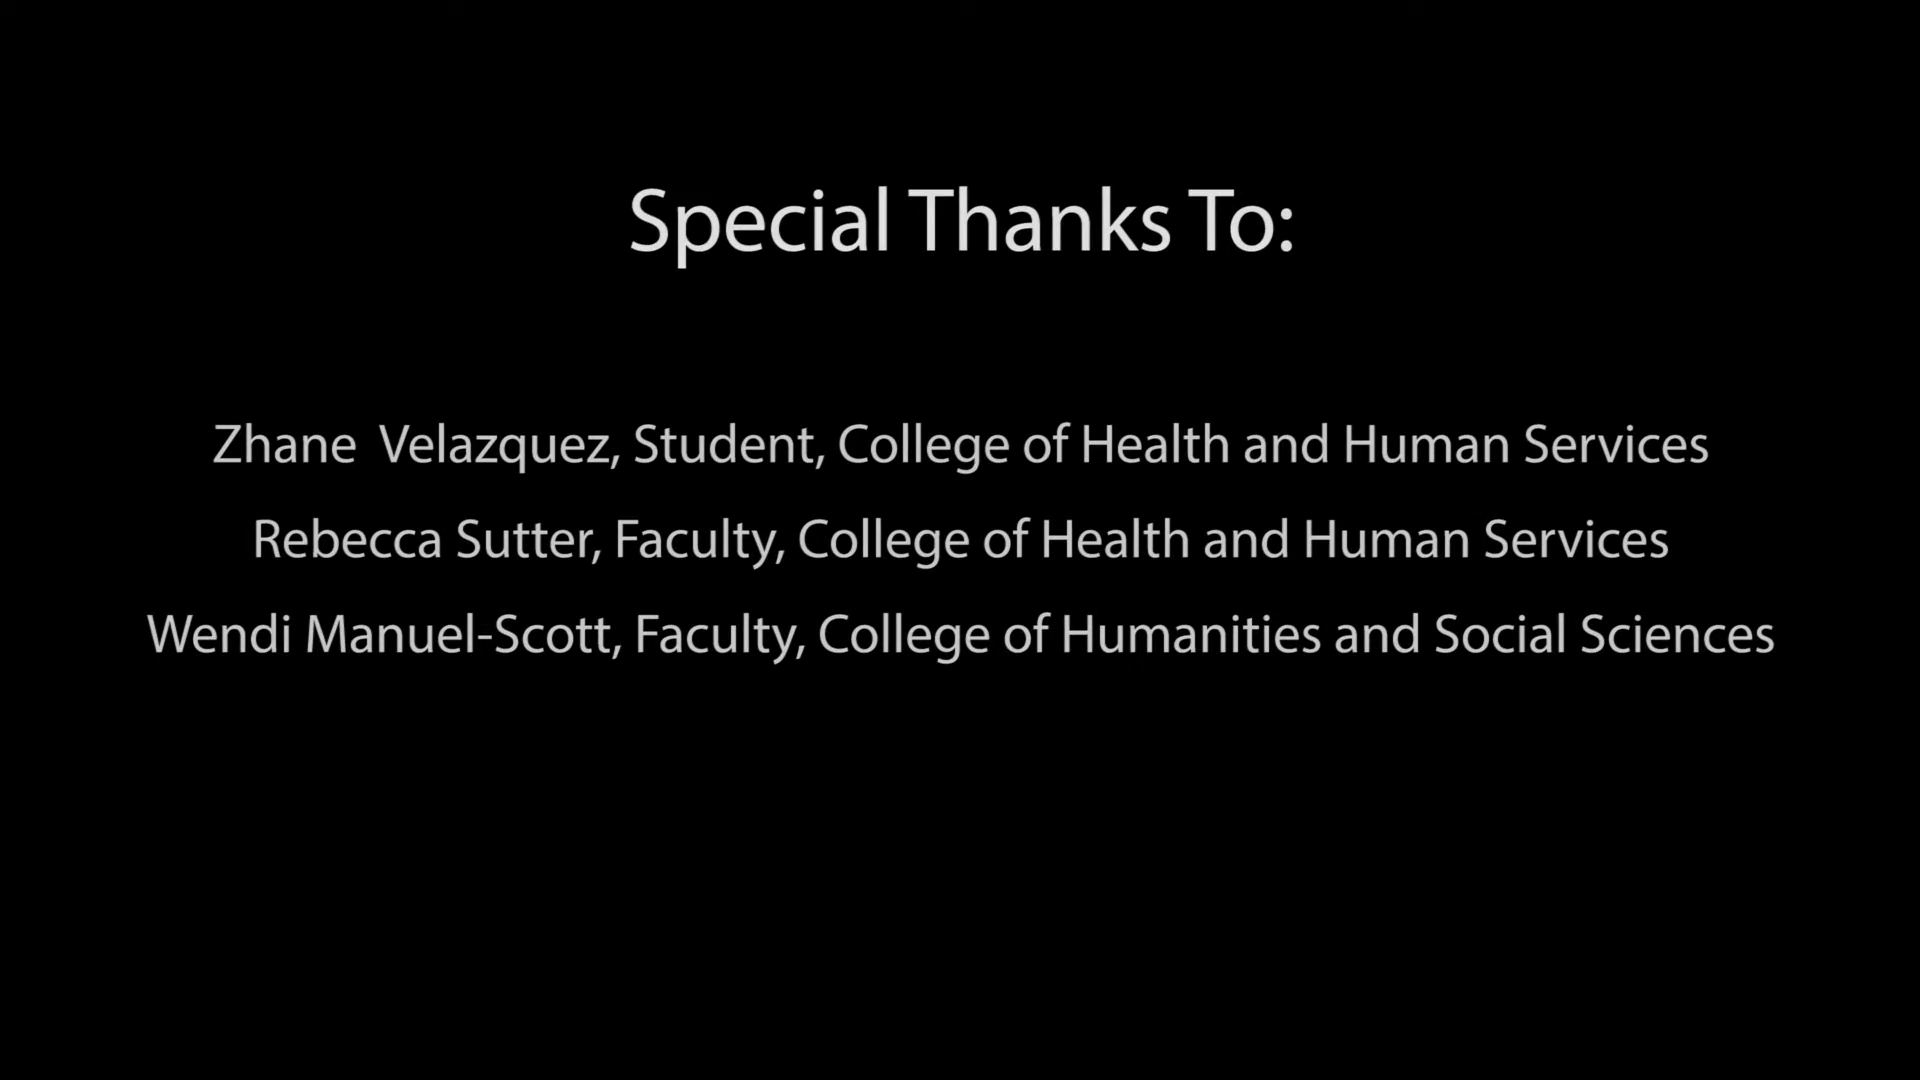 Special Thanks To:
Zhane  Velazquez, Student, College of Health and Human Services
Rebecca Sutter, Faculty, College of Health and Human Services
Wendi Manuel-Scott, Faculty, College of Humanities and Social Sciences